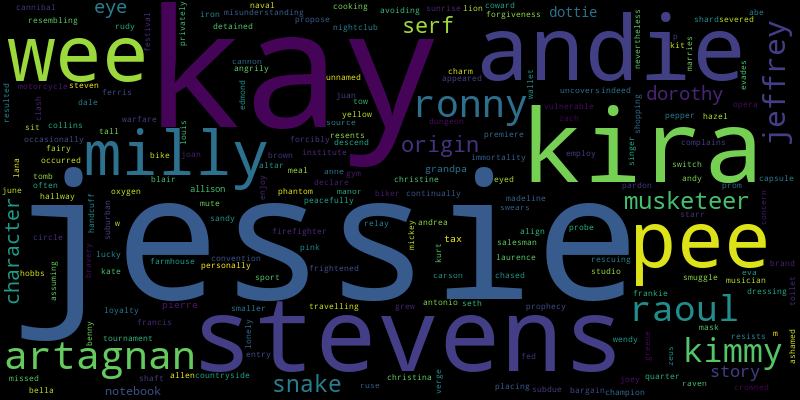 cannibal
resembling
rudy
festival
iron
misunderstanding
detained
privately
propose
nightclub
cooking
naval
avoiding
sunrise
lion
coward
forgiveness
dottie
shard
severed
abe
eye
serf
wee
kay
andie
nevertheless
jeffrey
resulted
motorcycle
steven
dale
ferris
clash
cannon
angrily
edmond
unnamed
juan
tow
yellow
source
charm
appeared
wallet
p
kit
marries
uncovers
indeed
evades
ronny
dorothy
sit
collins
warfare
occasionally
tall
louis
forcibly
resents
descend
dungeon
premiere
vulnerable
zach
singer
shopping
pepper
hazel
opera
complains
fairy
occurred
milly
bike
joan
brown
institute
origin
immortality
employ
kira
switch
andy
lana
tomb
often
june
hallway
blair
altar
meal
anne
gym
declare
grandpa
christine
eyed
pardon
prom
capsule
oxygen
allison
enjoy
phantom
manor
biker
continually
madeline
swears
musketeer
character
handcuff
suburban
w
mute
peacefully
sandy
firefighter
relay
mickey
andrea
kurt
tax
align
salesman
probe
starr
concern
circle
lucky
pink
convention
jessie
pee
hobbs
assuming
bravery
kate
farmhouse
personally
sport
frightened
carson
chased
laurence
rescuing
studio
smuggle
eva
musician
brand
toilet
loyalty
pierre
smaller
travelling
grew
antonio
seth
prophecy
frankie
dressing
raoul
francis
tournament
benny
lonely
stevens
mask
resists
m
wendy
greene
zeus
artagnan
entry
fed
kimmy
ashamed
missed
shaft
allen
countryside
snake
christina
verge
joey
quarter
story
bella
notebook
ruse
placing
subdue
bargain
champion
raven
crowned